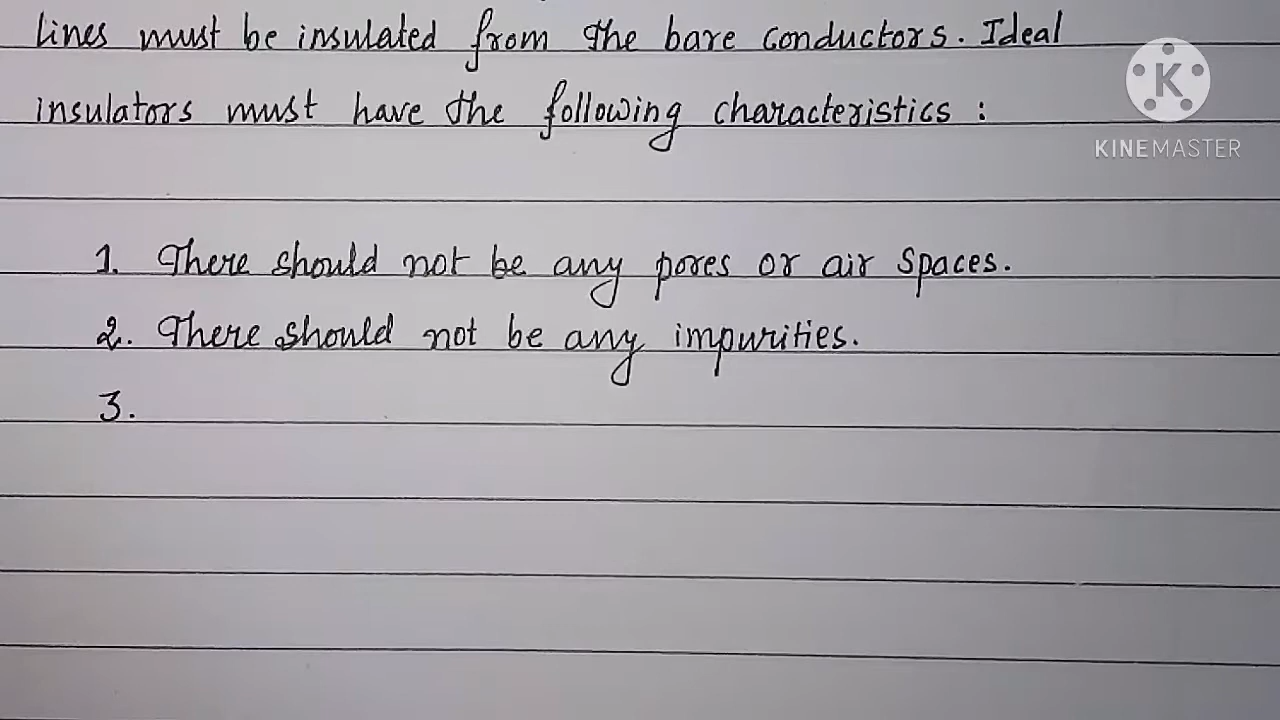 lines must be insulated from the bare conductors. Ideal
insulators must have the following characteristics :
1. There should not be any pores or air spaces.
2. There should not be any impurities.
3.
K
KINEMASTER